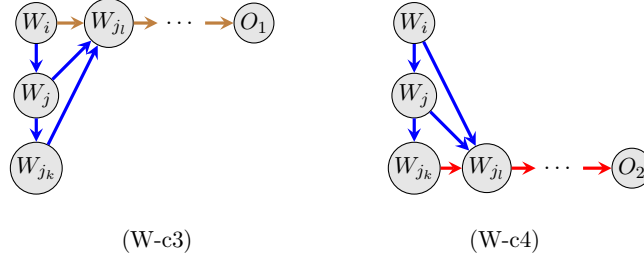 W_i W_{j_l} ⋯ O_1 W_i
W_j W_j
W_{j_k} W_{j_k} W_{j_l} ⋯ O_2
(W-c3) (W-c4)